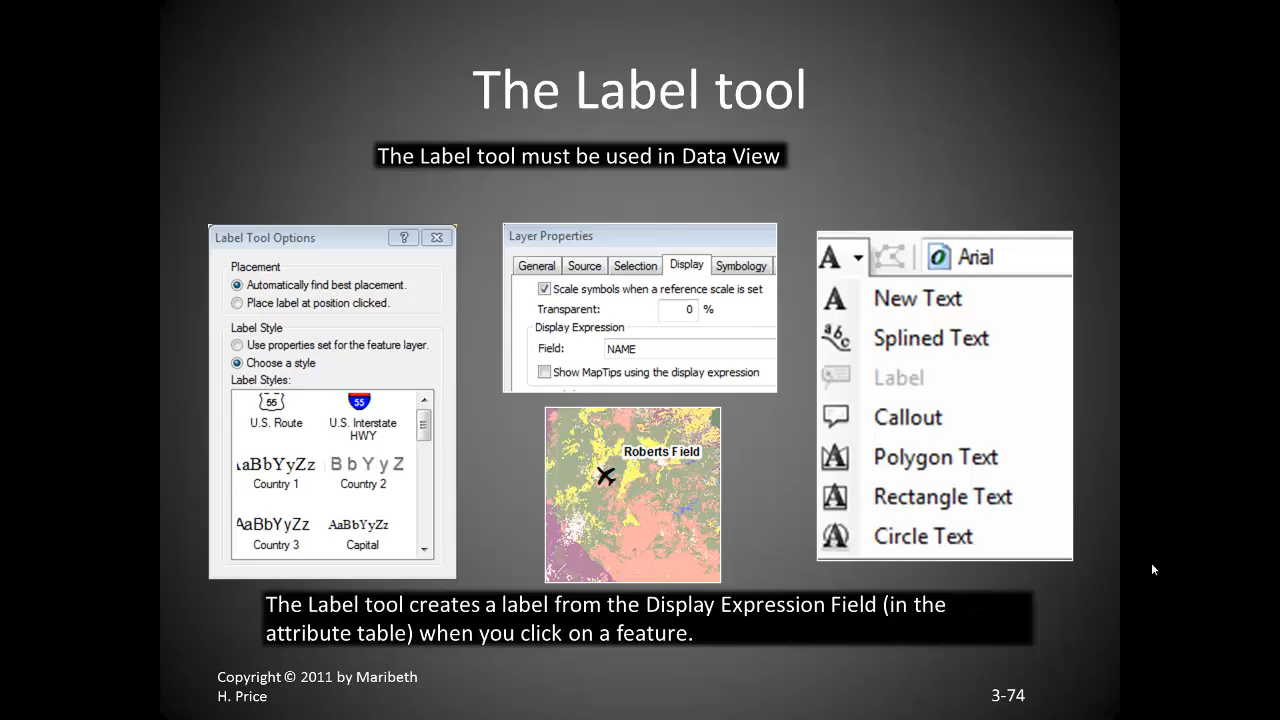 The Label tool
The Label tool must be used in Data View
Label Tool Options
?
Placement
Automatically find best placement.
Place label at position clicked.
Label Style
Use properties set for the feature layer.
Choose a style
Label Styles:
56
55
U.S. Route
U.S. Interstate
HWY
AaBbYyZz
B b Y y Z
Country 1
Country 2
AaBbYyZz
AaBbYyZz
Country 3
Capital
Layer Properties
General
Source
Selection
Display
Symbology
Scale symbols when a reference scale is set
Transparent:
0
%
Display Expression
Field:
NAME
Show MapTips using the display expression
Roberts Field
A
Arial
A
New Text
abc
Splined Text
Label
Callout
A
Polygon Text
A
Rectangle Text
A
Circle Text
The Label tool creates a label from the Display Expression Field (in the
attribute table) when you click on a feature.
Copyright © 2011 by Maribeth
H. Price
3-74